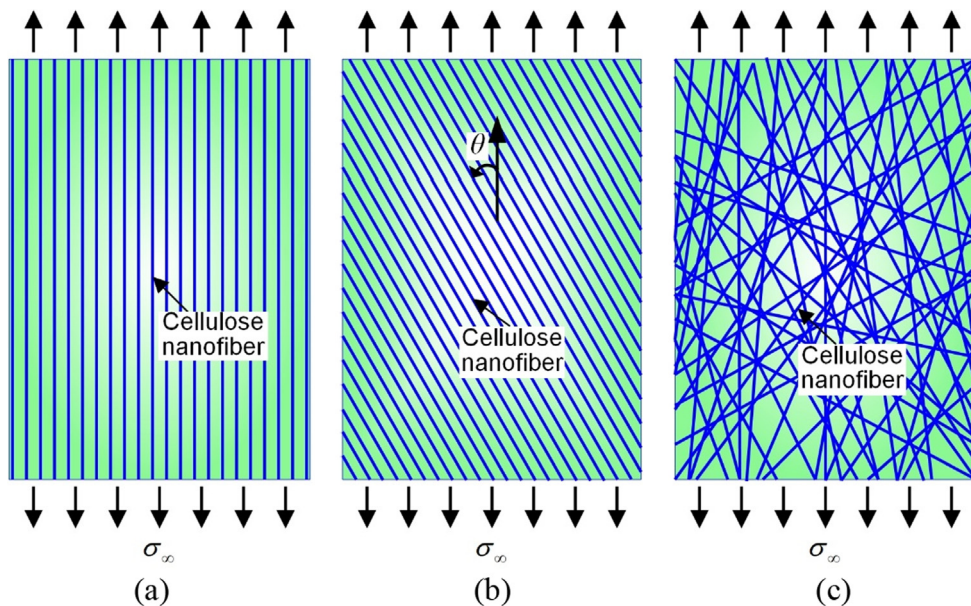 θ
Cellulose
nanofiber
Cellulose
nanofiber
Cellulose
nanofiber
σ∞
σ∞
(a)
(b)
(c)